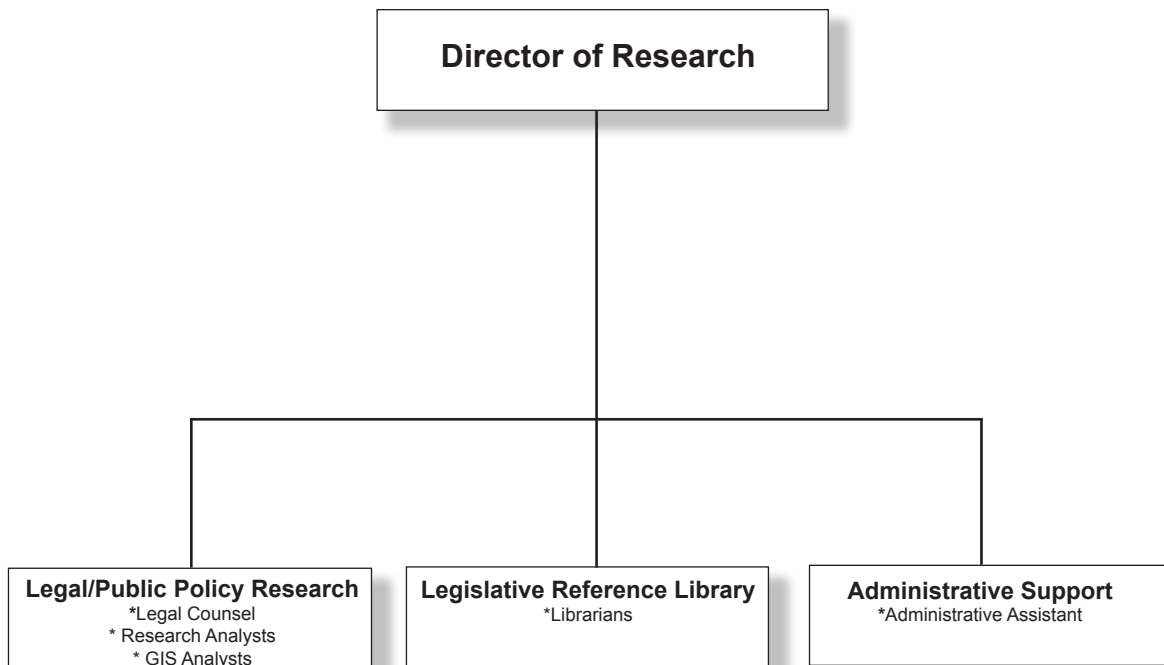 Director of Research
Legal/Public Policy Research
*Legal Counsel
* Research Analysts
* GIS Analysts
Legislative Reference Library
*Librarians
Administrative Support
*Administrative Assistant